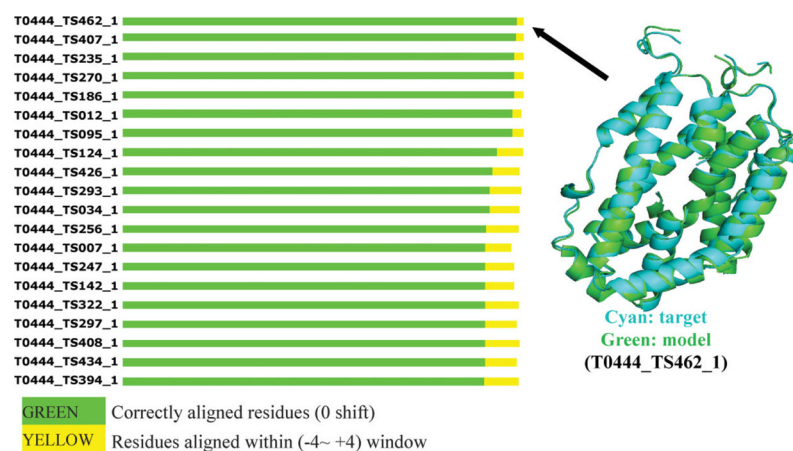 T0444_TS462_1
T0444_TS407_1
T0444_TS235_1
T0444_TS270_1
T0444_TS186_1
T0444_TS012_1
T0444_TS095_1
T0444_TS124_1
T0444_TS426_1
T0444_TS293_1
T0444_TS034_1
T0444_TS256_1
T0444_TS007_1
T0444_TS247_1
T0444_TS142_1
T0444_TS322_1
T0444_TS297_1
T0444_TS408_1
T0444_TS434_1
T0444_TS394_1
Cyan: target
Green: model
(T0444_TS462_1)
GREEN Correctly aligned residues (0 shift)
YELLOW Residues aligned within (-4~ +4) window